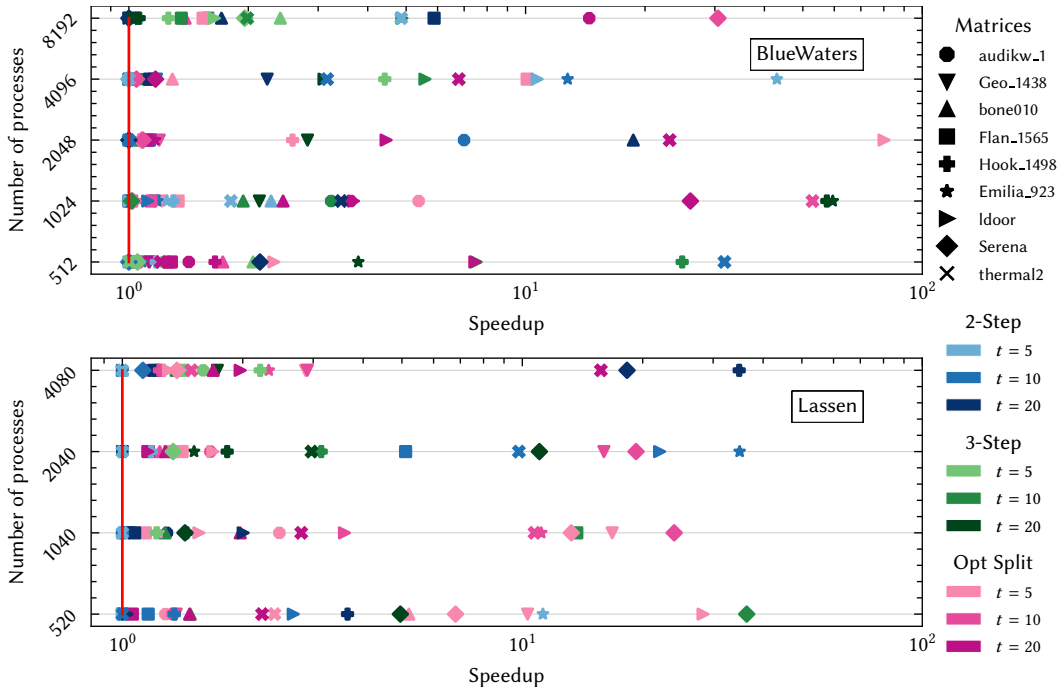 8192
4096
2048
1024
512
Number of processes
BlueWaters
10^0
10^1
10^2
Speedup
4080
2040
1040
520
Number of processes
Lassen
10^0
10^1
10^2
Speedup
Matrices
audikw_1
Geo_1438
bone010
Flan_1565
Hook_1498
Emilia_923
ldoor
Serena
thermal2
2-Step
t = 5
t = 10
t = 20
3-Step
t = 5
t = 10
t = 20
Opt Split
t = 5
t = 10
t = 20